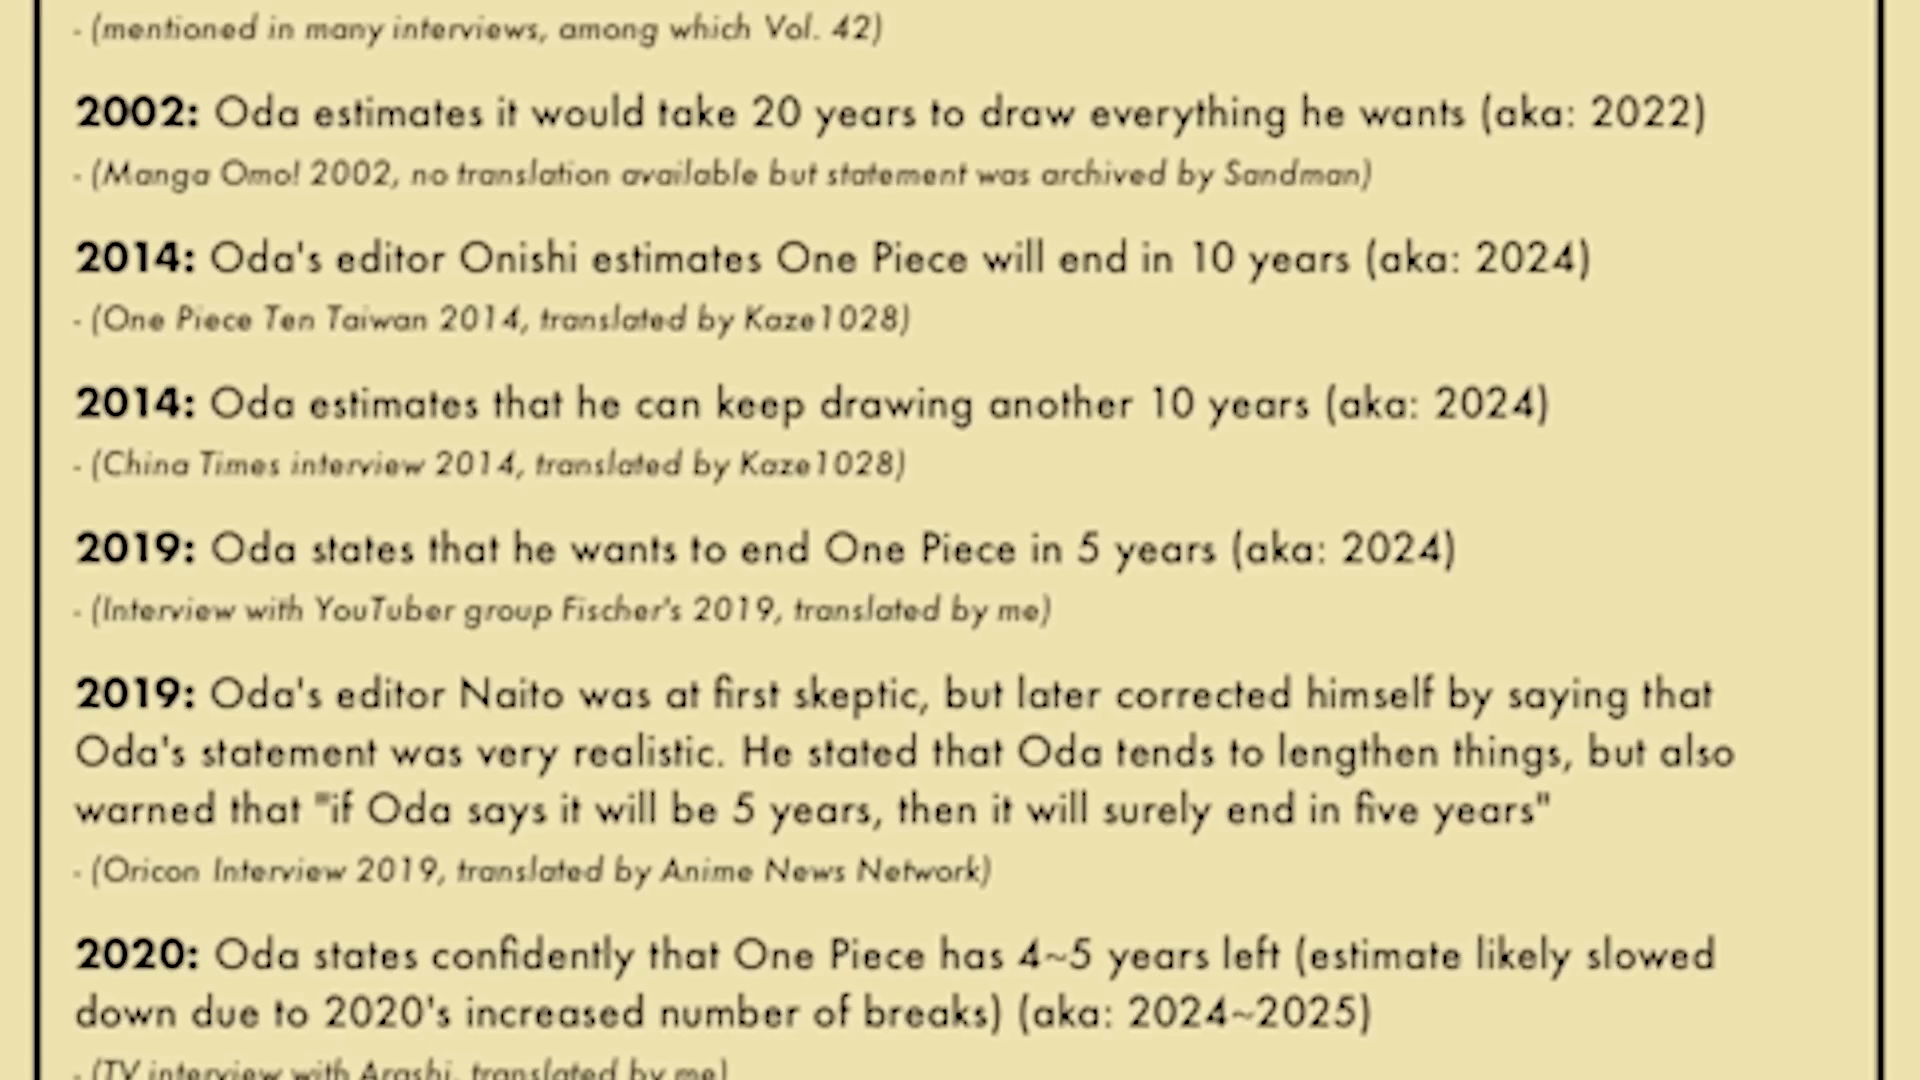 - (mentioned in many interviews, among which Vol. 42)
2002: Oda estimates it would take 20 years to draw everything he wants (aka: 2022)
- (Manga Omo! 2002, no translation available but statement was archived by Sandman)
2014: Oda's editor Onishi estimates One Piece will end in 10 years (aka: 2024)
- (One Piece Ten Taiwan 2014, translated by Kaze1028)
2014: Oda estimates that he can keep drawing another 10 years (aka: 2024)
- (China Times interview 2014, translated by Kaze1028)
2019: Oda states that he wants to end One Piece in 5 years (aka: 2024)
- (Interview with YouTuber group Fischer's 2019, translated by me)
2019: Oda's editor Naito was at first skeptic, but later corrected himself by saying that
Oda's statement was very realistic. He stated that Oda tends to lengthen things, but also
warned that "if Oda says it will be 5 years, then it will surely end in five years"
- (Oricon Interview 2019, translated by Anime News Network)
2020: Oda states confidently that One Piece has 4~5 years left (estimate likely slowed
down due to 2020's increased number of breaks) (aka: 2024~2025)
- (TV interview with Arashi, translated by me)